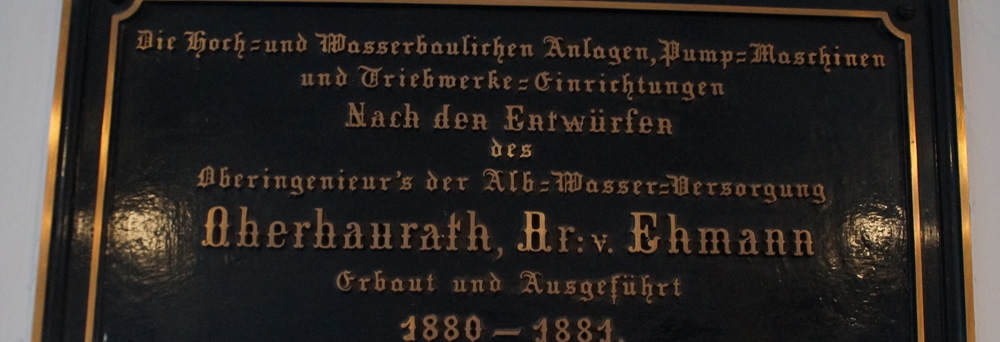 Die Hoch=und Wasserbaulichen Anlagen, Pump=Maschinen
und Triebwerke=Einrichtungen
Nach den Entwürfen
des
Oberingenieur's der Alb=Wasser=Versorgung
Oberbaurath, Dr: v. Ehmann
Erbaut und Ausgeführt
1880 – 1881.